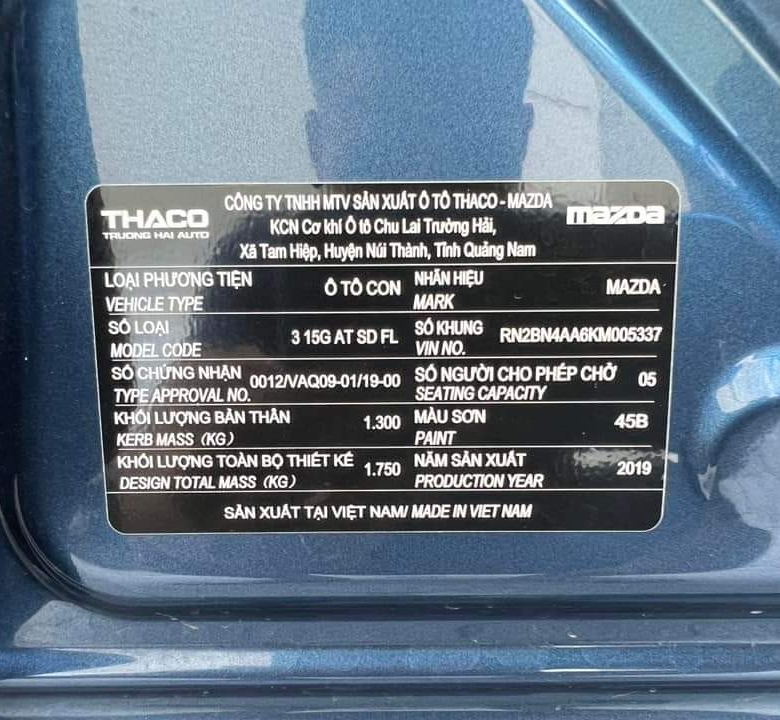 THACO
TRUONG HAI AUTO
CÔNG TY TNHH MTV SẢN XUẤT Ô TÔ THACO - MAZDA
KCN Cơ khí Ô tô Chu Lai Trường Hải,
Xã Tam Hiệp, Huyện Núi Thành, Tỉnh Quảng Nam
mazda
LOẠI PHƯƠNG TIỆN
VEHICLE TYPE
Ô TÔ CON
NHÃN HIỆU
MARK
MAZDA
SỐ LOẠI
MODEL CODE
3 15G AT SD FL
SỐ KHUNG
VIN NO.
RN2BN4AA6KM005337
SỐ CHỨNG NHẬN
TYPE APPROVAL NO.
0012/VAQ09-01/19-00
SỐ NGƯỜI CHO PHÉP CHỞ
SEATING CAPACITY
05
KHỐI LƯỢNG BẢN THÂN
KERB MASS (KG)
1.300
MÀU SƠN
PAINT
45B
KHỐI LƯỢNG TOÀN BỘ THIẾT KẾ
DESIGN TOTAL MASS (KG)
1.750
NĂM SẢN XUẤT
PRODUCTION YEAR
2019
SẢN XUẤT TẠI VIỆT NAM/ MADE IN VIET NAM